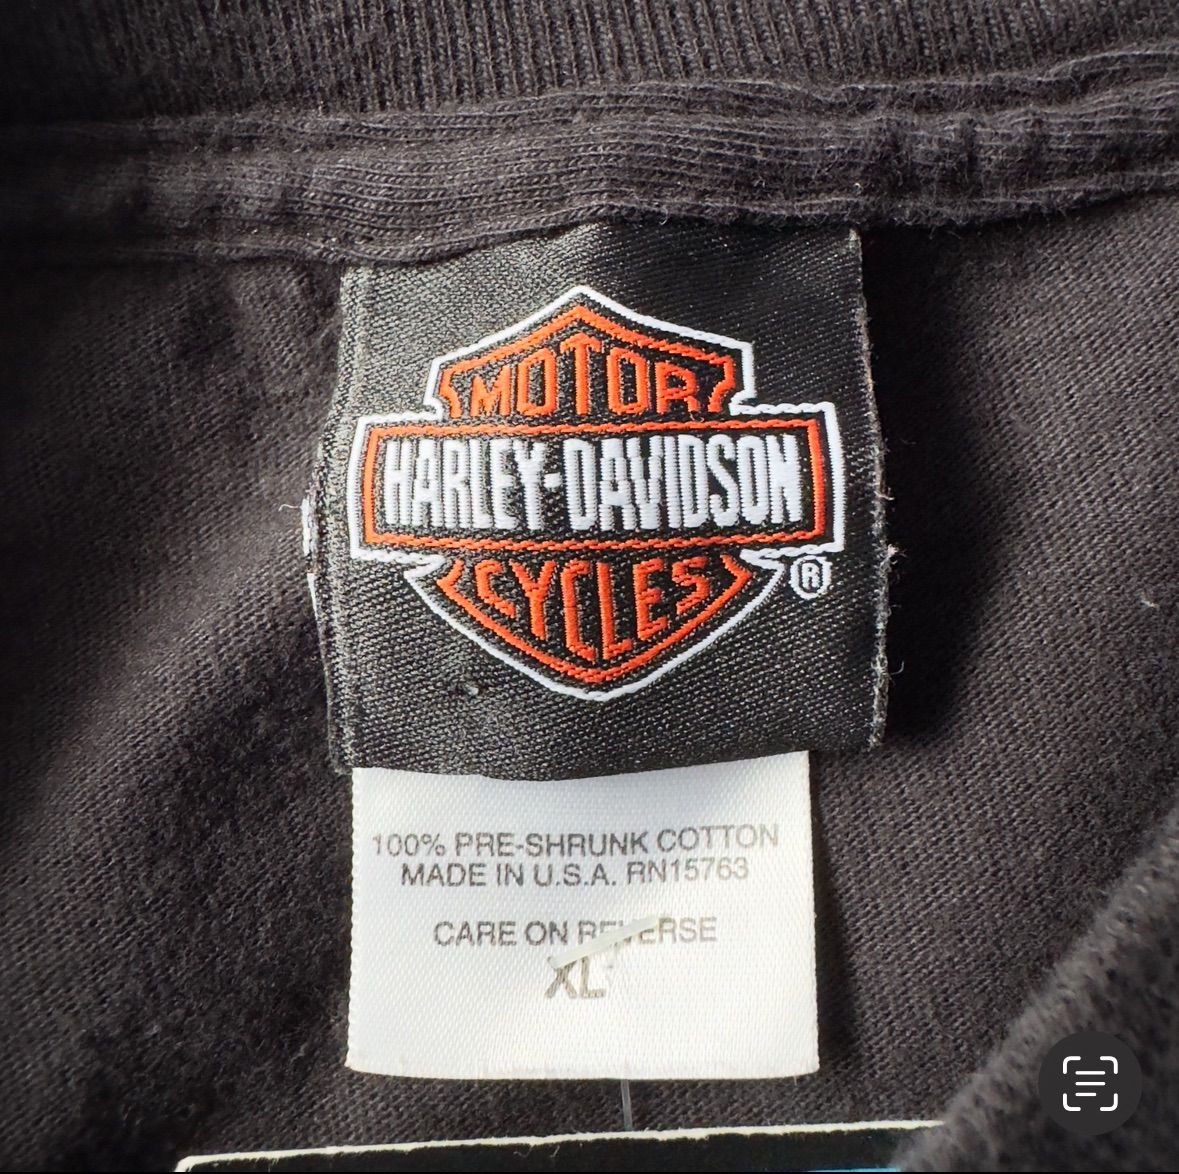 MOTOR
HARLEY-DAVIDSON
CYCLES
®
100% PRE-SHRUNK COTTON
MADE IN U.S.A. RN15763
CARE ON REVERSE
XL